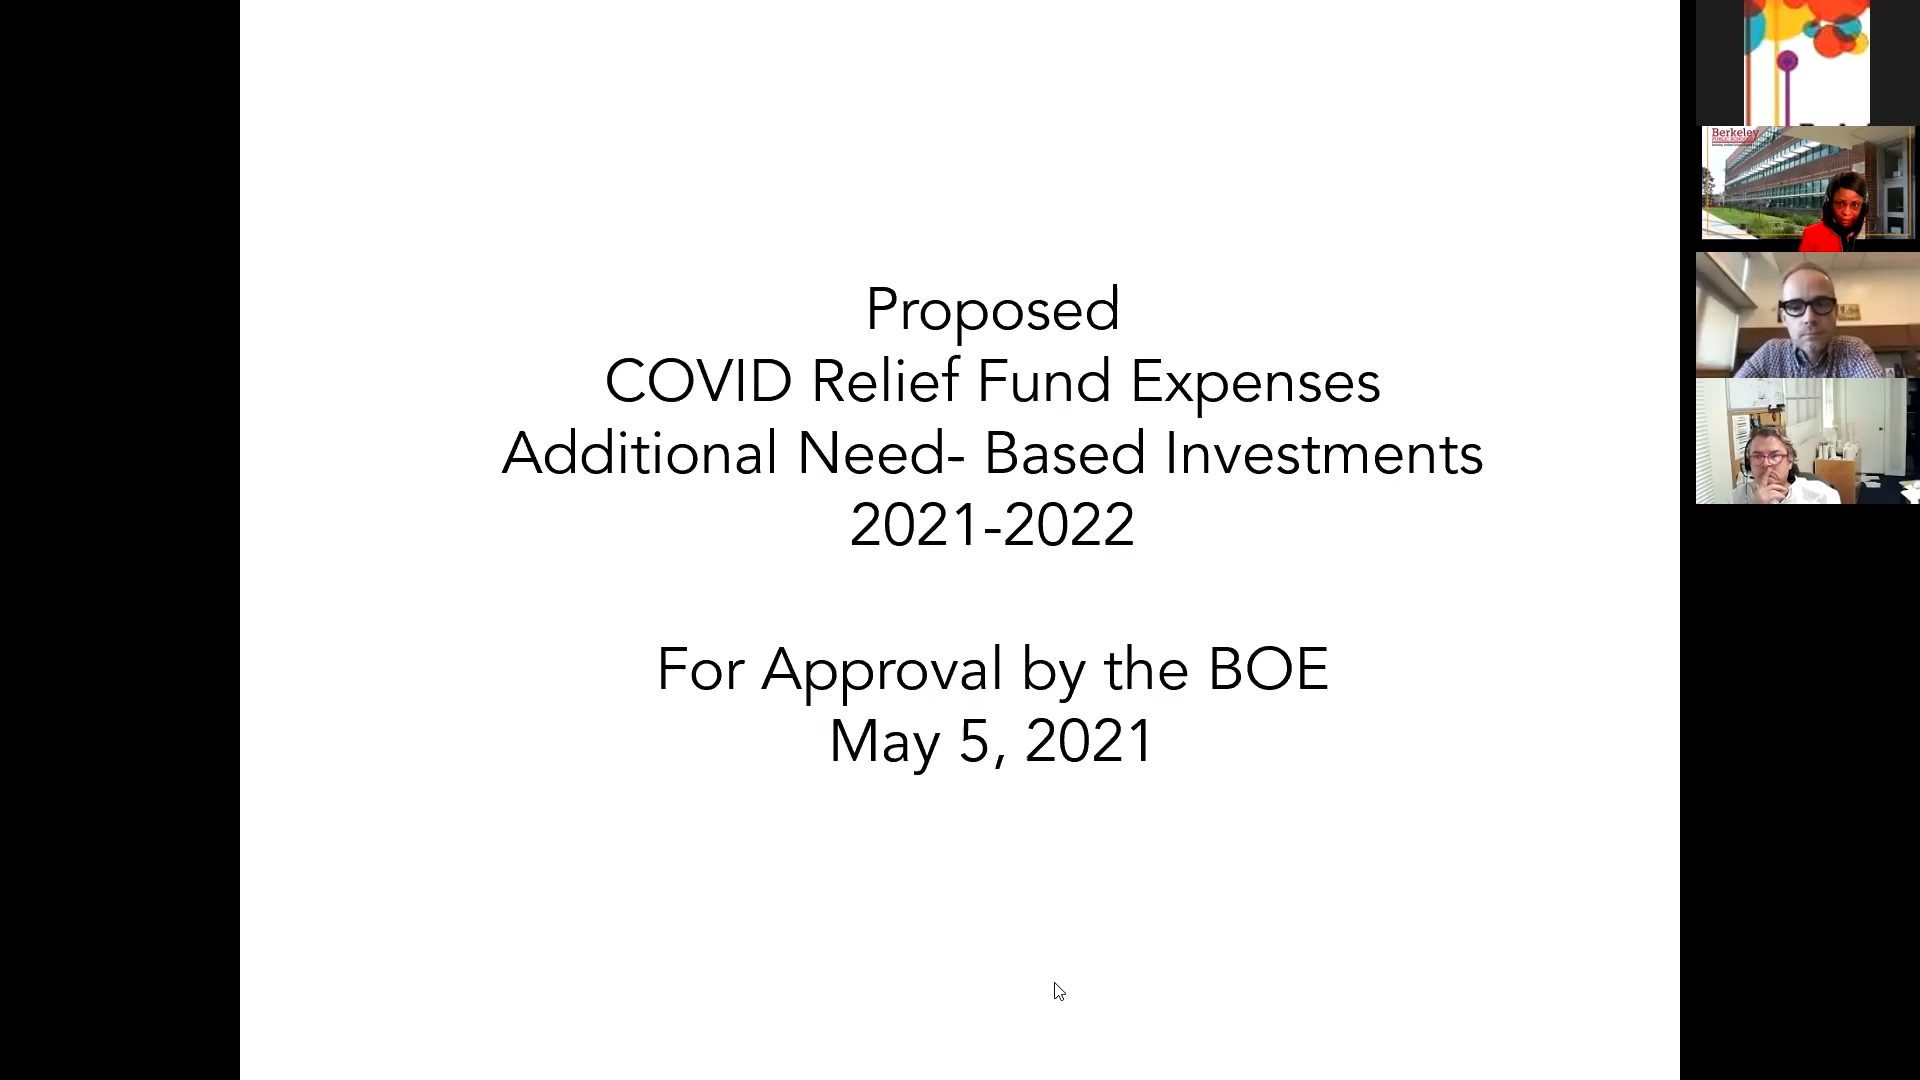 Proposed
COVID Relief Fund Expenses
Additional Need- Based Investments
2021-2022
For Approval by the BOE
May 5, 2021
Berkeley